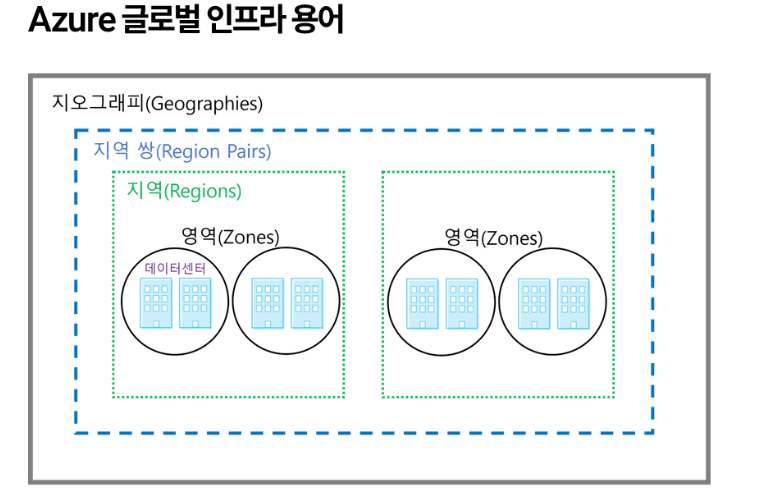 Azure 글로벌 인프라 용어
지오그래피(Geographies)
지역 쌍(Region Pairs)
지역(Regions)
영역(Zones)
영역(Zones)
데이터센터